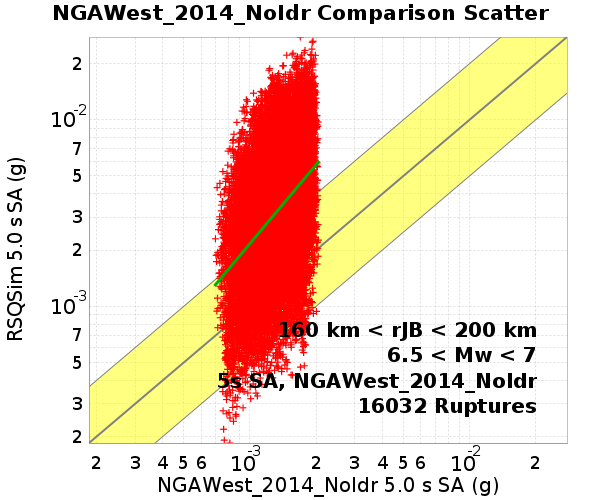 NGAWest_2014_NoIdr Comparison Scatter
RSQSim 5.0 s SA (g)
2
10^-2
7
5
3
2
10^-3
7
5
3
2
160 km < rJB < 200 km
6.5 < Mw < 7
5s SA, NGAWest_2014_NoIdr
16032 Ruptures
2 3 4 5 6 10^-3 2 3 4 5 6 10^-2 2
NGAWest_2014_NoIdr 5.0 s SA (g)